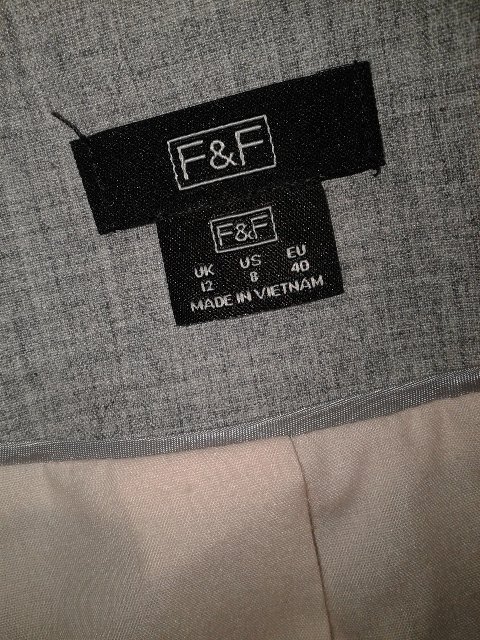 F&F
F&F
UK US EU
12 8 40
MADE IN VIETNAM